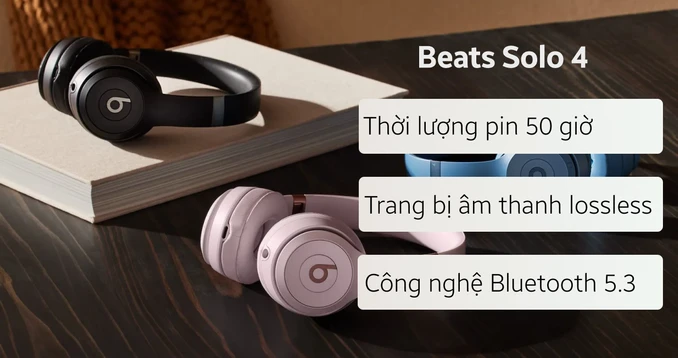 Beats Solo 4
Thời lượng pin 50 giờ
Trang bị âm thanh lossless
Công nghệ Bluetooth 5.3